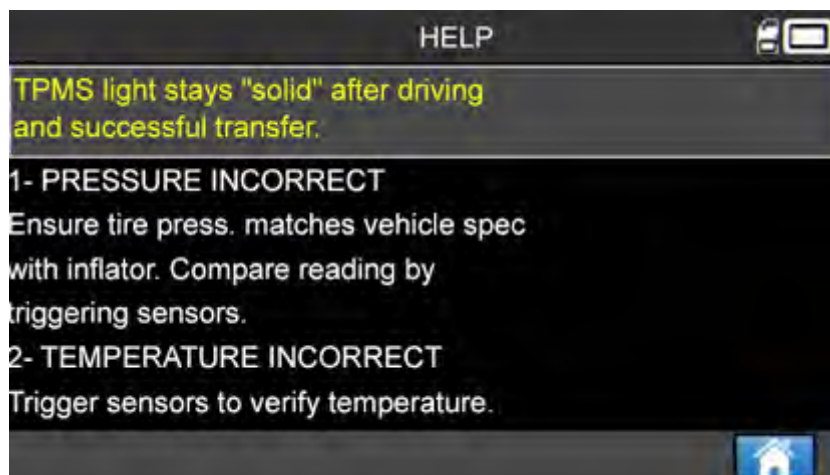 HELP
TPMS light stays "solid" after driving
and successful transfer.
1- PRESSURE INCORRECT
Ensure tire press. matches vehicle spec
with inflator. Compare reading by
triggering sensors.
2- TEMPERATURE INCORRECT
Trigger sensors to verify temperature.